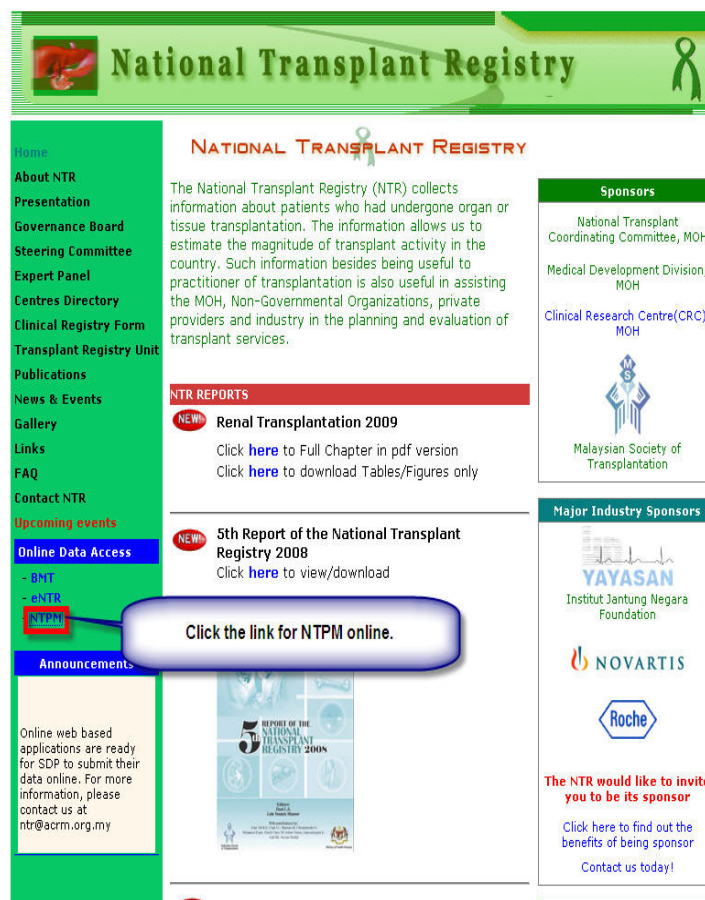 National Transplant Registry
Home
About NTR
Presentation
Governance Board
Steering Committee
Expert Panel
Centres Directory
Clinical Registry Form
Transplant Registry Unit
Publications
News & Events
Gallery
Links
FAQ
Contact NTR
Upcoming events
Online Data Access
- BMT
- eNTR
- NTPM
Announcements
Online web based
applications are ready
for SDP to submit their
data online. For more
information, please
contact us at
ntr@acrm.org.my
NATIONAL TRANSPLANT REGISTRY
The National Transplant Registry (NTR) collects
information about patients who had undergone organ or
tissue transplantation. The information allows us to
estimate the magnitude of transplant activity in the
country. Such information besides being useful to
practitioner of transplantation is also useful in assisting
the MOH, Non-Governmental Organizations, private
providers and industry in the planning and evaluation of
transplant services.
NTR REPORTS
NEW!
Renal Transplantation 2009
Click here to Full Chapter in pdf version
Click here to download Tables/Figures only
NEW!
5th Report of the National Transplant
Registry 2008
Click here to view/download
Click the link for NTPM online.
5th
REPORT OF THE
NATIONAL
TRANSPLANT
REGISTRY 2008
Sponsors
National Transplant
Coordinating Committee, MOH
Medical Development Division,
MOH
Clinical Research Centre(CRC)
MOH
MS
Malaysian Society of
Transplantation
Major Industry Sponsors
YAYASAN
Institut Jantung Negara
Foundation
NOVARTIS
Roche
The NTR would like to invite
you to be its sponsor
Click here to find out the
benefits of being sponsor
Contact us today!